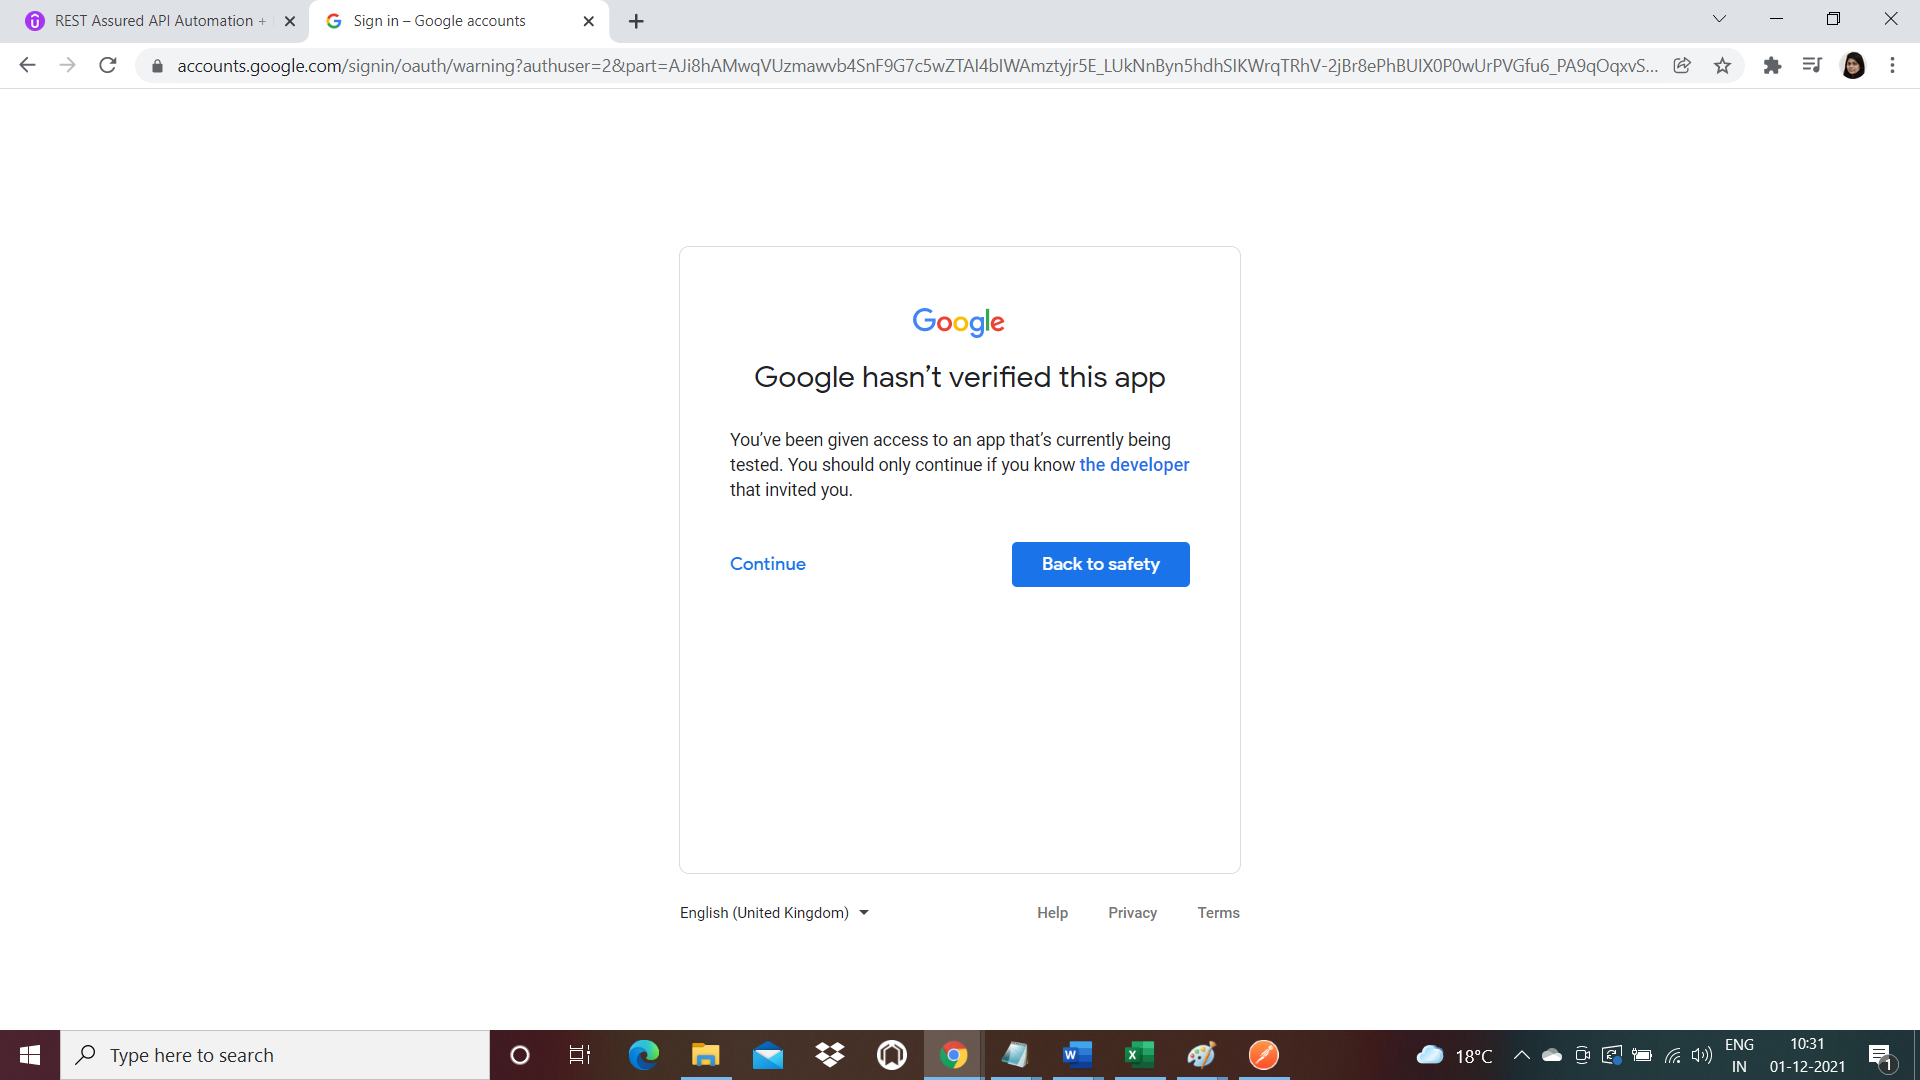 REST Assured API Automation +
Sign in – Google accounts
accounts.google.com/signin/oauth/warning?authuser=2&part=AJi8hAMwqVUzmawvb4SnF9G7c5wZTAI4bIWAmztyjr5E_LUkNnByn5hdhSIKWrqTRhV-2jBr8ePhBUIX0P0wUrPVGfu6_PA9qOqxvS...
Google
Google hasn’t verified this app
You’ve been given access to an app that’s currently being
tested. You should only continue if you know the developer
that invited you.
Continue
Back to safety
English (United Kingdom)
Help
Privacy
Terms
Type here to search
18°C
ENG
IN
10:31
01-12-2021
1